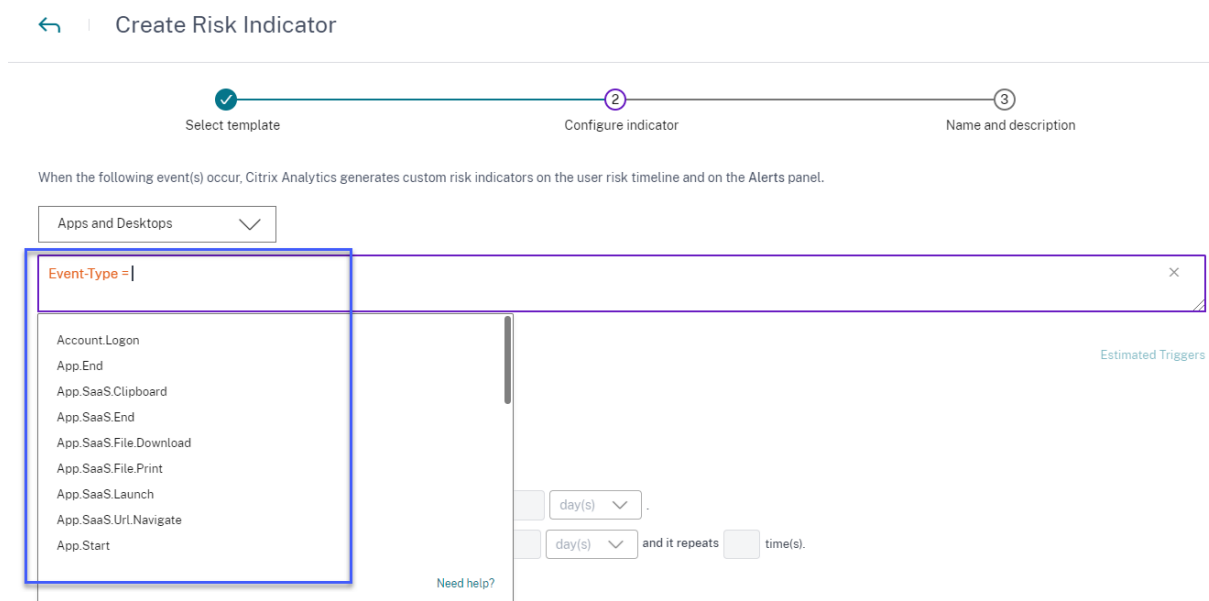 Create Risk Indicator
2
3
Select template
Configure indicator
Name and description
When the following event(s) occur, Citrix Analytics generates custom risk indicators on the user risk timeline and on the Alerts panel.
Apps and Desktops
Event-Type =
Account.Logon
App.End
App.SaaS.Clipboard
App.SaaS.End
App.SaaS.File.Download
App.SaaS.File.Print
App.SaaS.Launch
App.SaaS.Url.Navigate
App.Start
Need help?
Estimated Triggers
day(s) .
day(s) and it repeats time(s).